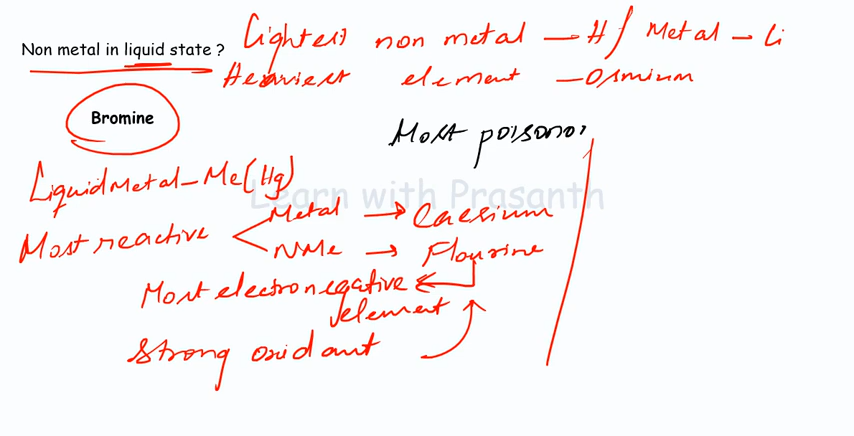 Non metal in liquid state ?
Lightest non metal — H / Metal – Li
Heaviest element – Osmium
Bromine
Most poisono
Liquid Metal – Me (Hg)
Learn with Prasanth
Most reactive
Metal → Caesium
NMe → Flourine
Most electronegative
element
Strong oxidant